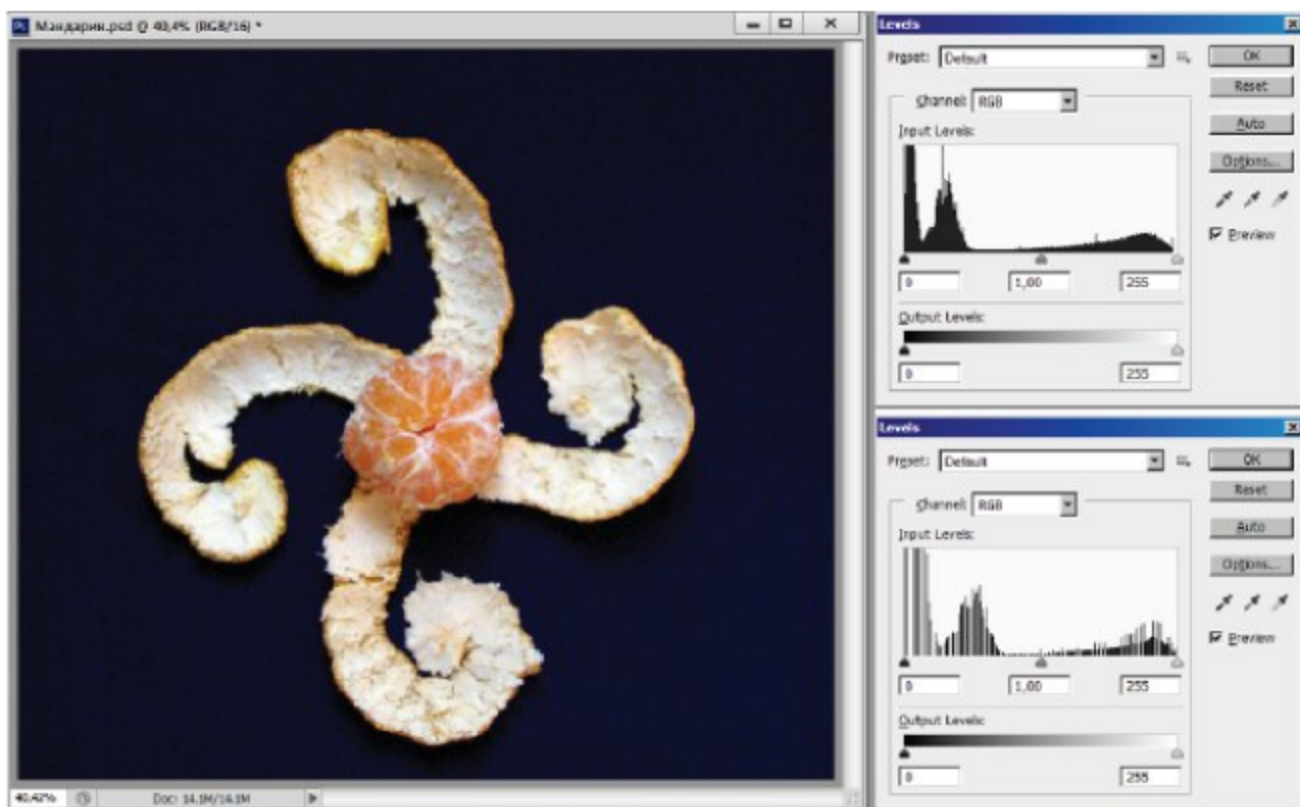 Мандарин.psd @ 40,4% (RGB/16) *
40,42%
Doc: 14,1M/14,1M
Levels
Preset: Default
OK
Reset
Channel: RGB
Auto
Input Levels:
Options...
Preview
0
1,00
255
Output Levels:
0
255
Levels
Preset: Default
OK
Reset
Channel: RGB
Auto
Input Levels:
Options...
Preview
0
1,00
255
Output Levels:
0
255